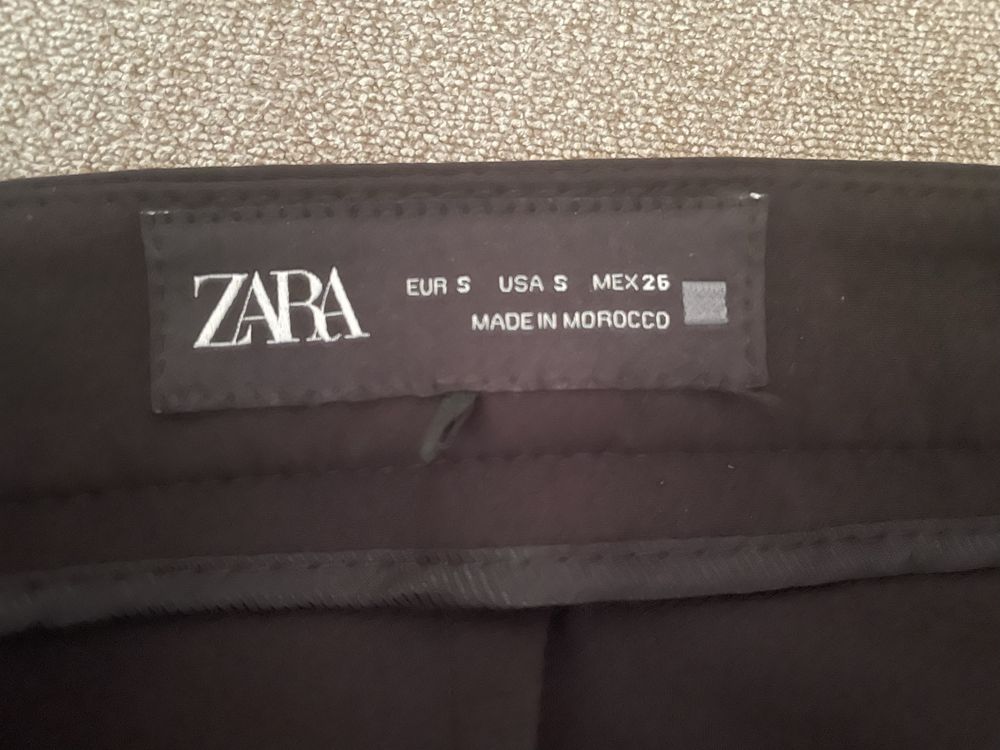 ZARA
EUR S USA S MEX 26
MADE IN MOROCCO